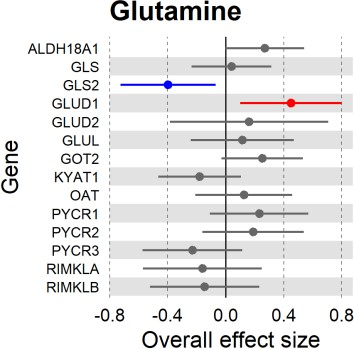 Glutamine
Gene
ALDH18A1
GLS
GLS2
GLUD1
GLUD2
GLUL
GOT2
KYAT1
OAT
PYCR1
PYCR2
PYCR3
RIMKLA
RIMKLB
-0.8 -0.4 0.0 0.4 0.8
Overall effect size